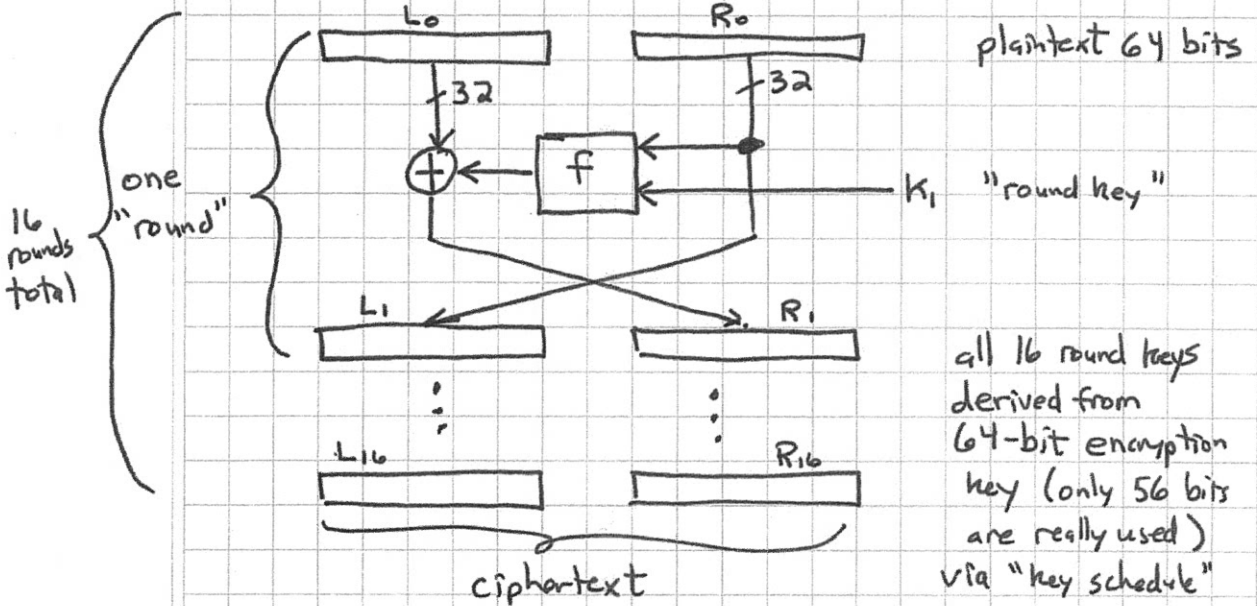 L₀ R₀ plaintext 64 bits
32 32
one
"round"
f
K₁ "round key"
16
rounds
total
L₁ R₁
all 16 round keys
derived from
64-bit encryption
key (only 56 bits
are really used)
via "key schedule"
L₁₆ R₁₆
ciphertext